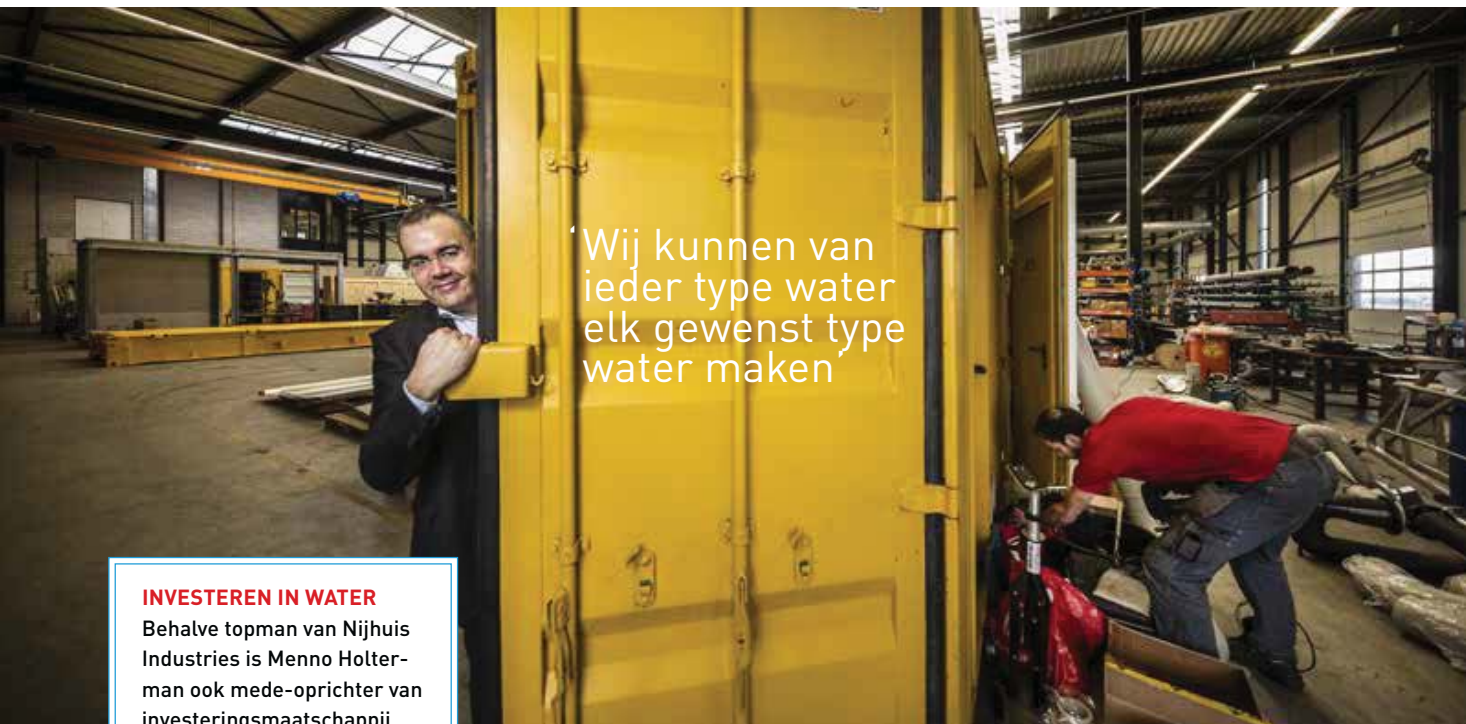 ‘Wij kunnen van
ieder type water
elk gewenst type
water maken’
INVESTEREN IN WATER
Behalve topman van Nijhuis
Industries is Menno Holter-
man ook mede-oprichter van
investeringsmaatschappij